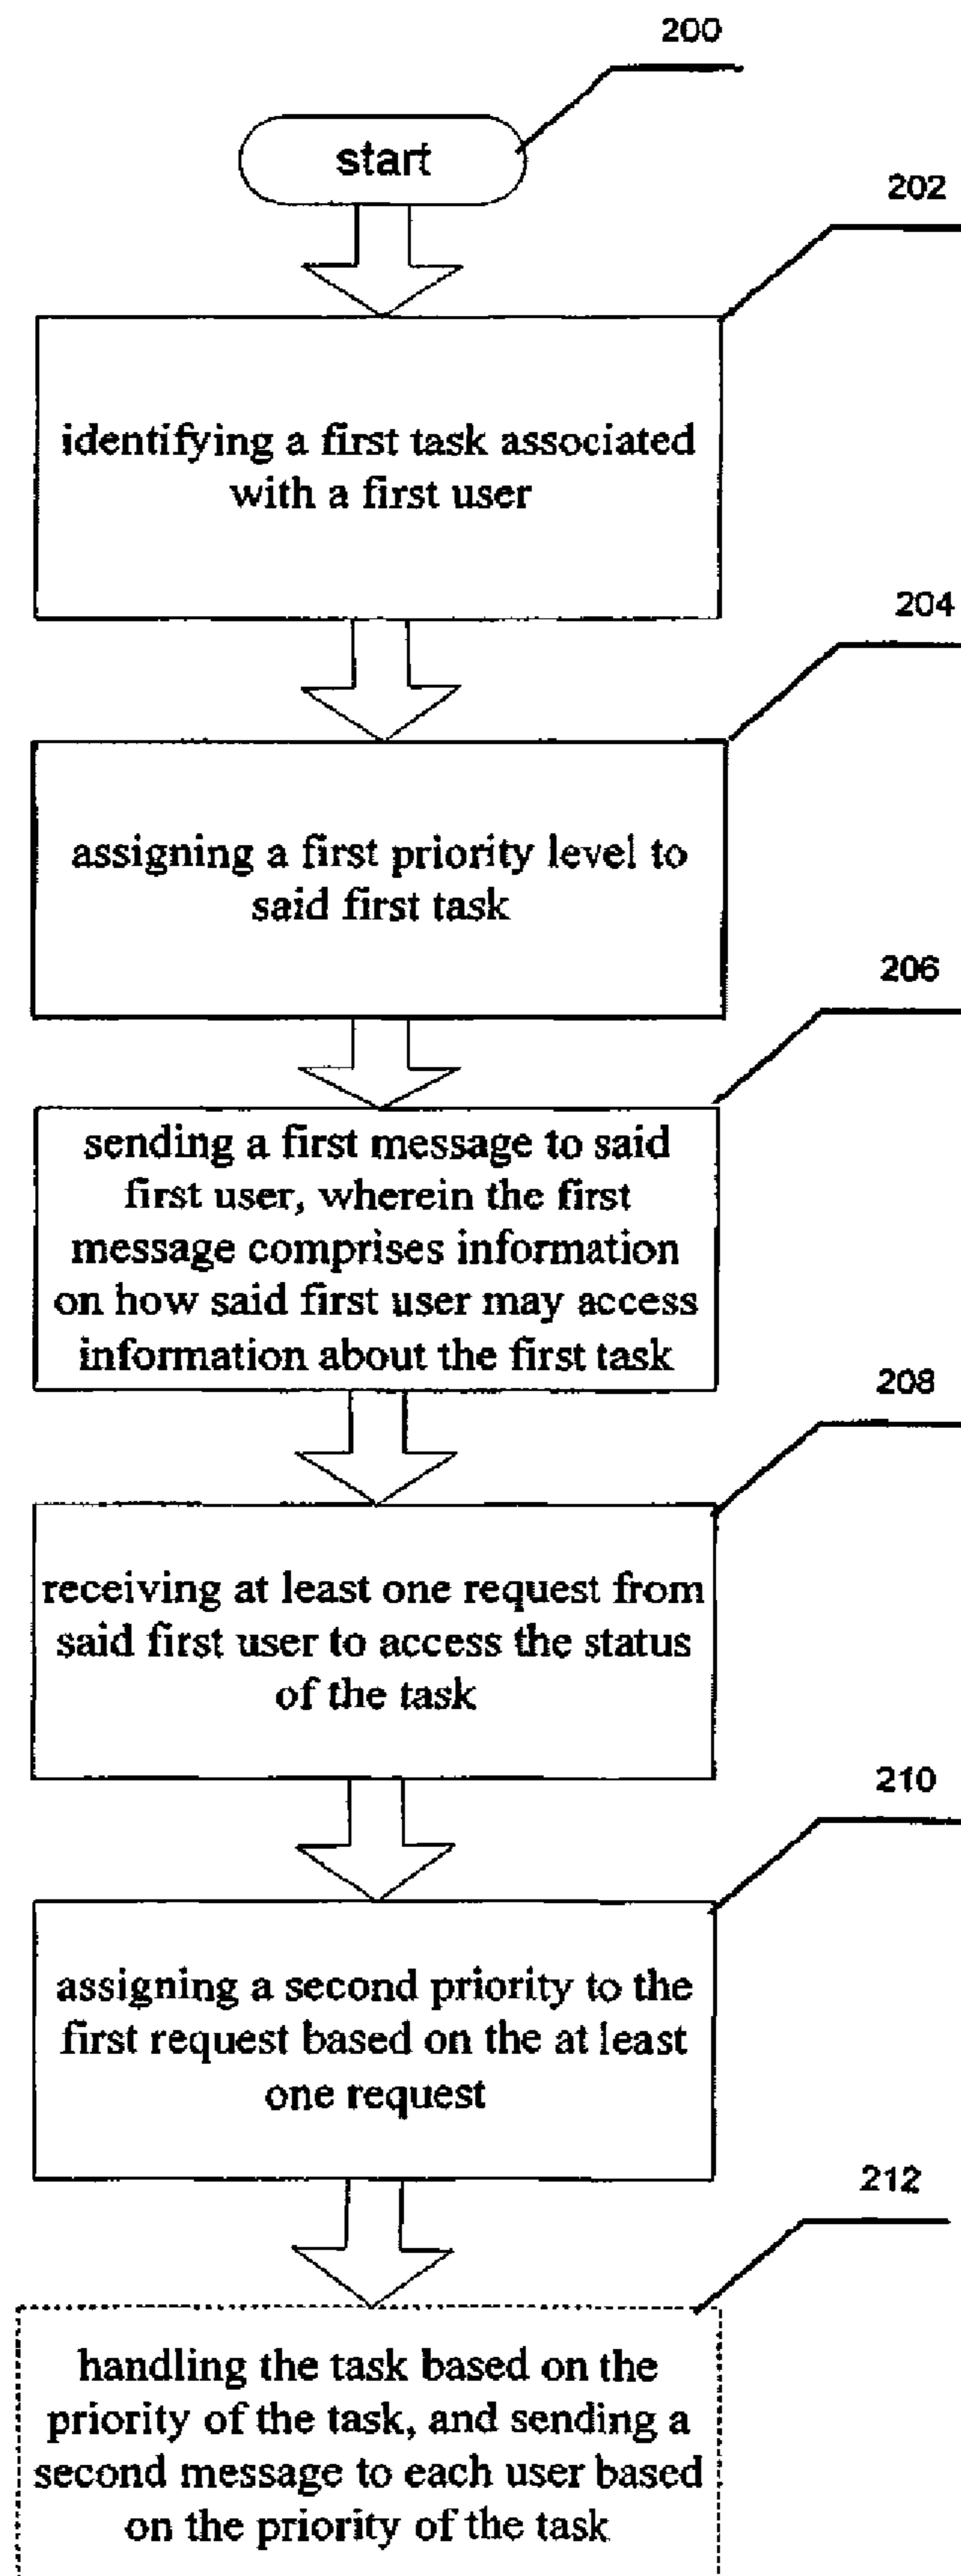 200
start
202
identifying a first task associated
with a first user
204
assigning a first priority level to
said first task
206
sending a first message to said
first user, wherein the first
message comprises information
on how said first user may access
information about the first task
208
receiving at least one request from
said first user to access the status
of the task
210
assigning a second priority to the
first request based on the at least
one request
212
handling the task based on the
priority of the task, and sending a
second message to each user based
on the priority of the task